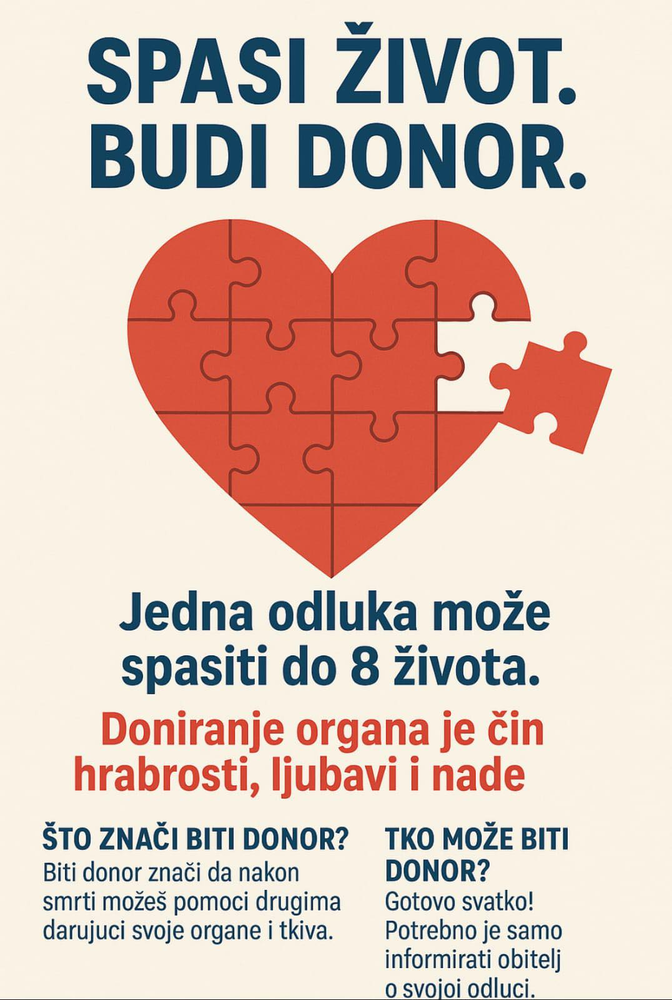 SPASI ŽIVOT.
BUDI DONOR.
Jedna odluka može
spasiti do 8 života.
Doniranje organa je čin
hrabrosti, ljubavi i nade
ŠTO ZNAČI BITI DONOR?
Biti donor znači da nakon
smrti možeš pomoci drugima
darujuci svoje organe i tkiva.
TKO MOŽE BITI
DONOR?
Gotovo svatko!
Potrebno je samo
informirati obitelj
o svojoj odluci.